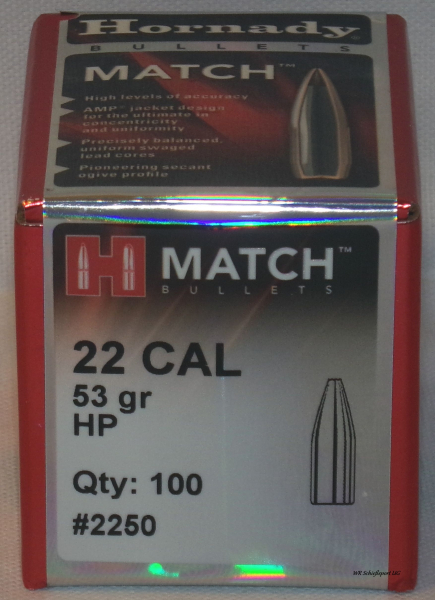 Hornady
BULLETS
MATCH™
High levels of accuracy
AMP™ jacket design
for the ultimate in
concentricity
and uniformity
Precisely balanced,
uniform swaged
lead cores
Pioneering secant
ogive profile
H MATCH™
BULLETS
22 CAL
53 gr
HP
Qty: 100
#2250